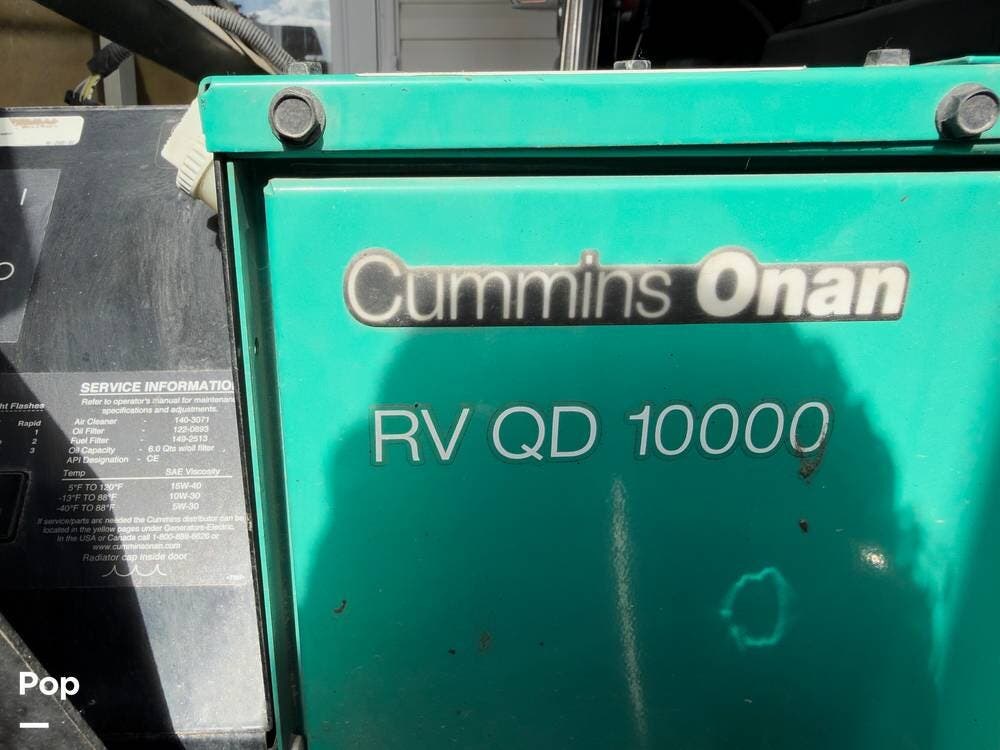 Cummins Onan
RV QD 10000
ht Flashes
Rapid
2
3
SERVICE INFORMATIO
Refer to operator's manual for maintenanc
specifications and adjustments.
Air Cleaner - 140-3071
Oil Filter - 122-0893
Fuel Filter - 149-2513
Oil Capacity - 6.0 Qts w/oil filter
API Designation - CE
Temp SAE Viscosity
5°F TO 120°F 15W-40
-13°F TO 88°F 10W-30
-40°F TO 88°F 5W-30
If service/parts are needed the Cummins distributor can be
located in the yellow pages under Generators-Electric.
In the USA or Canada call 1-800-888-6626 or
www.cumminsonan.com
Radiator cap inside door
Pop